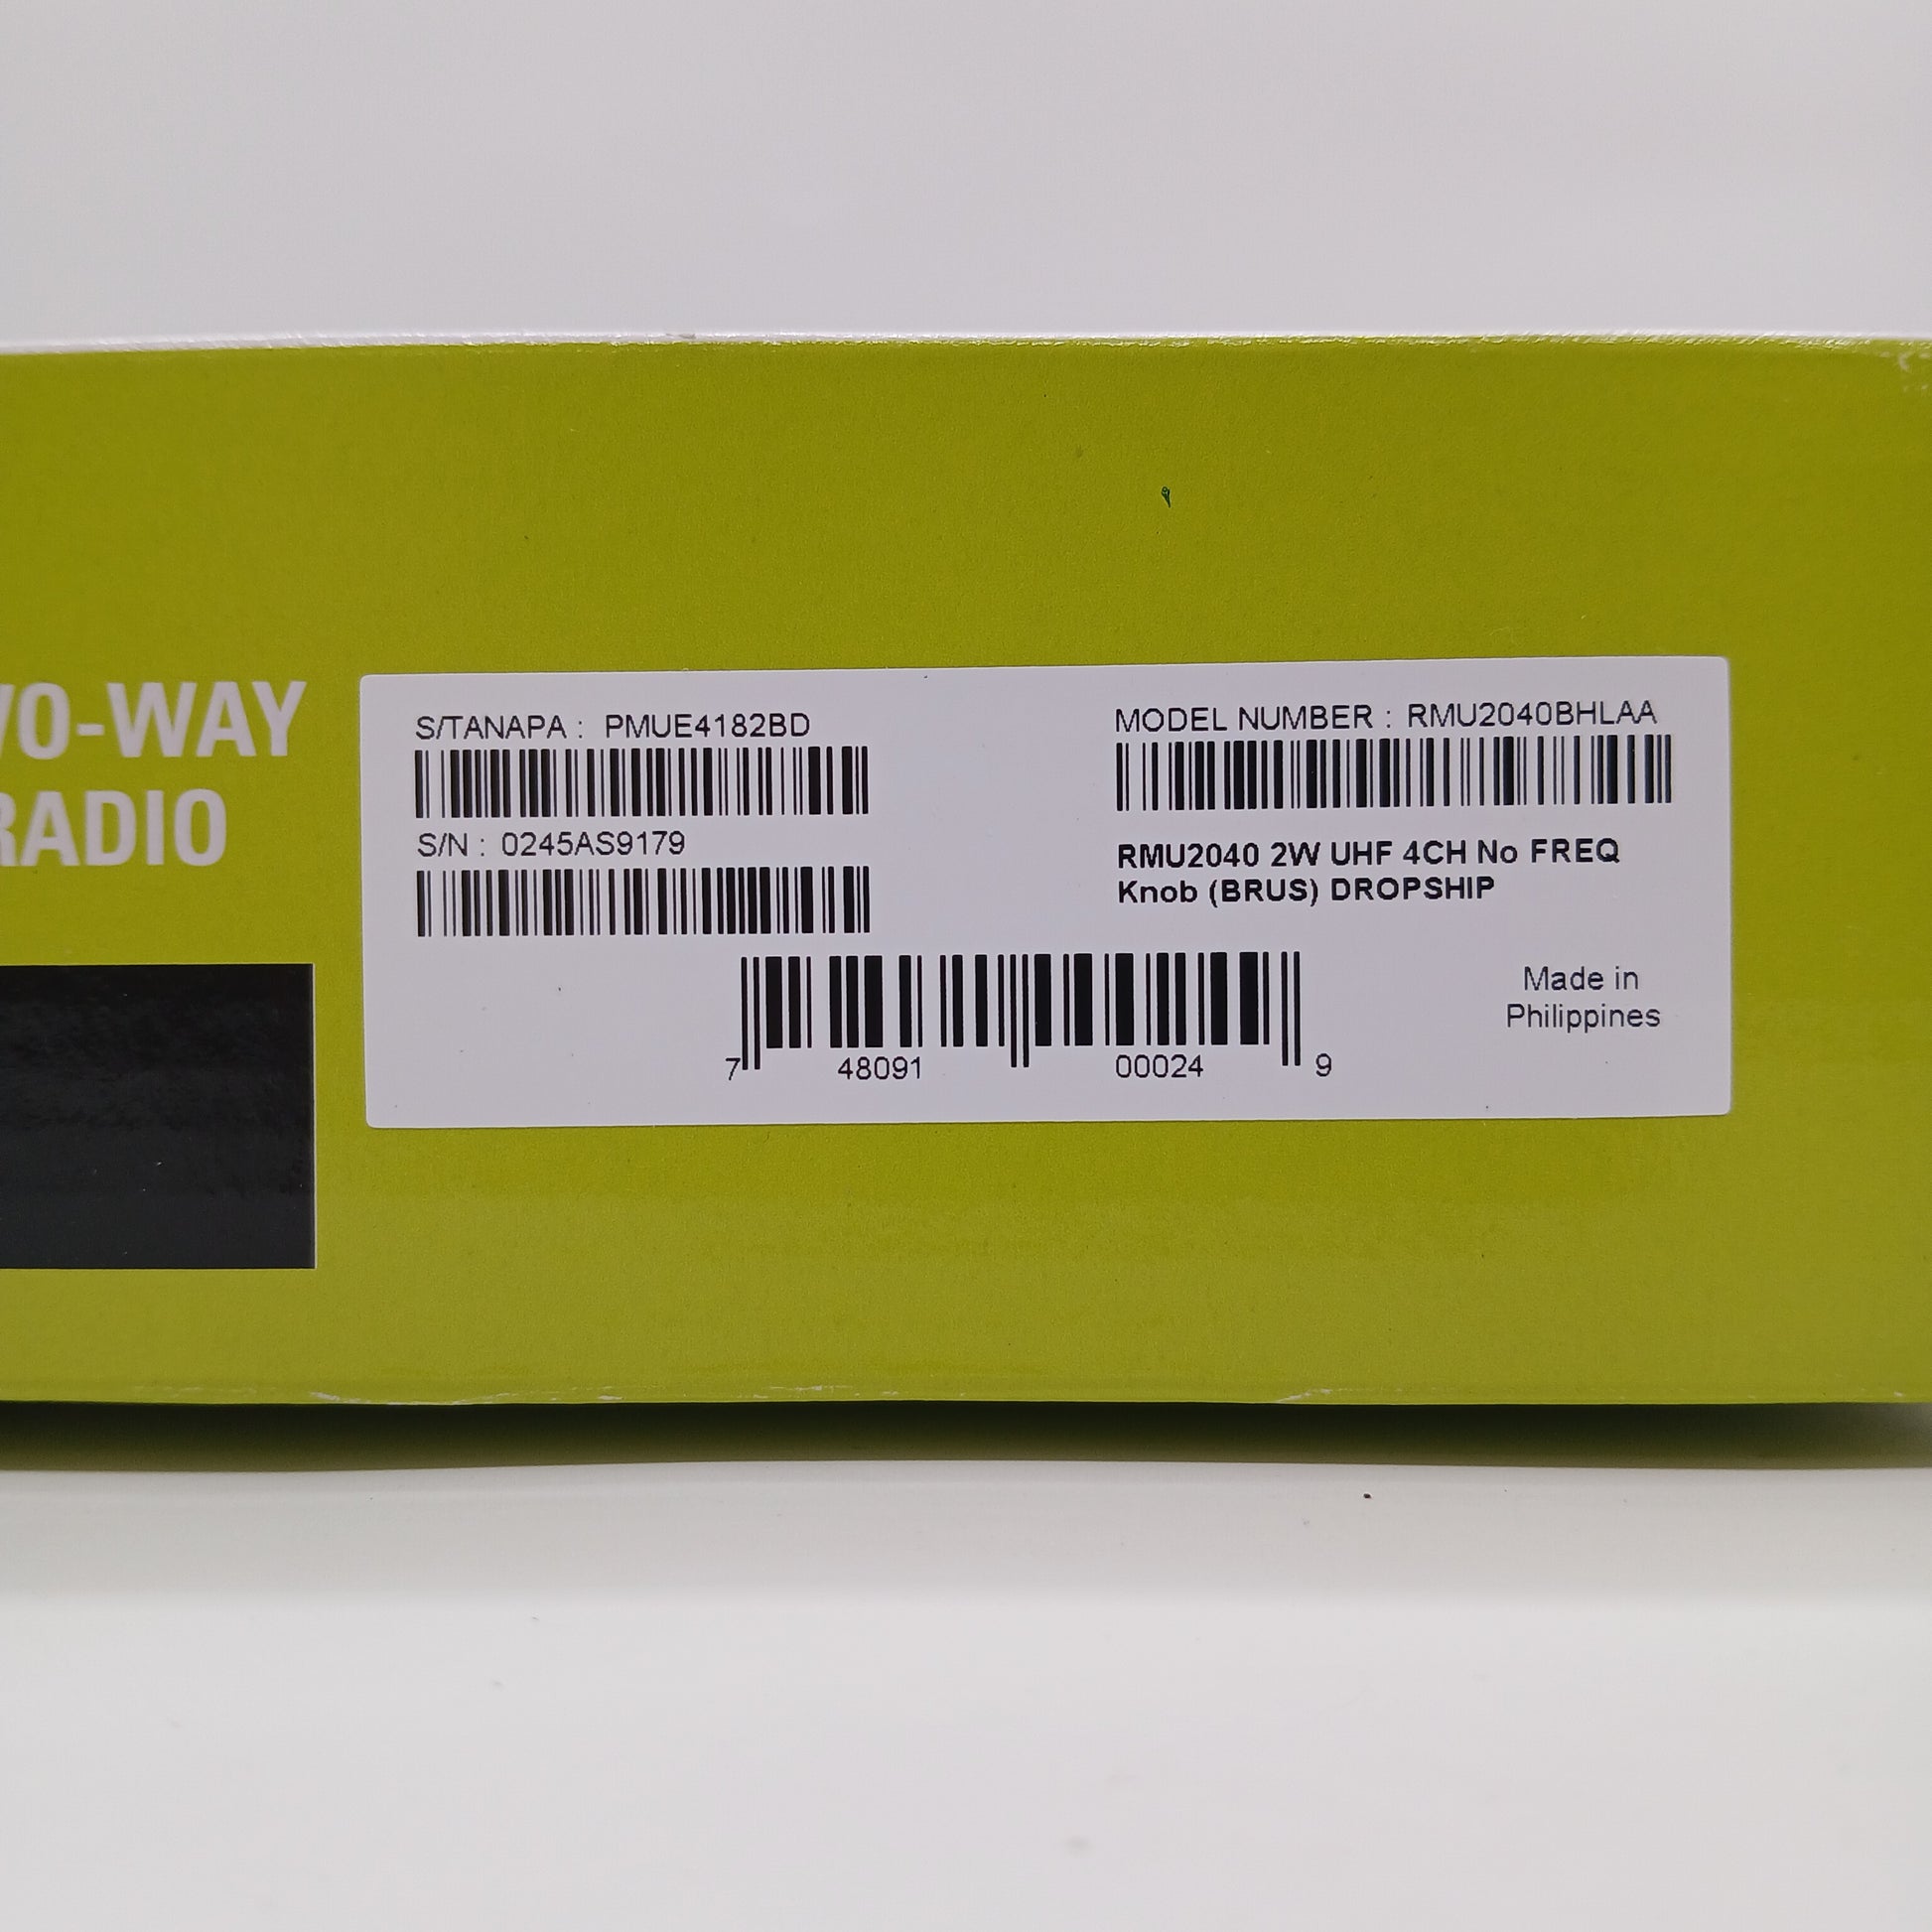 WO-WAY
RADIO
S/TANAPA : PMUE4182BD
S/N : 0245AS9179
MODEL NUMBER : RMU2040BHLAA
RMU2040 2W UHF 4CH No FREQ
Knob (BRUS) DROPSHIP
Made in
Philippines
7 48091 00024 9